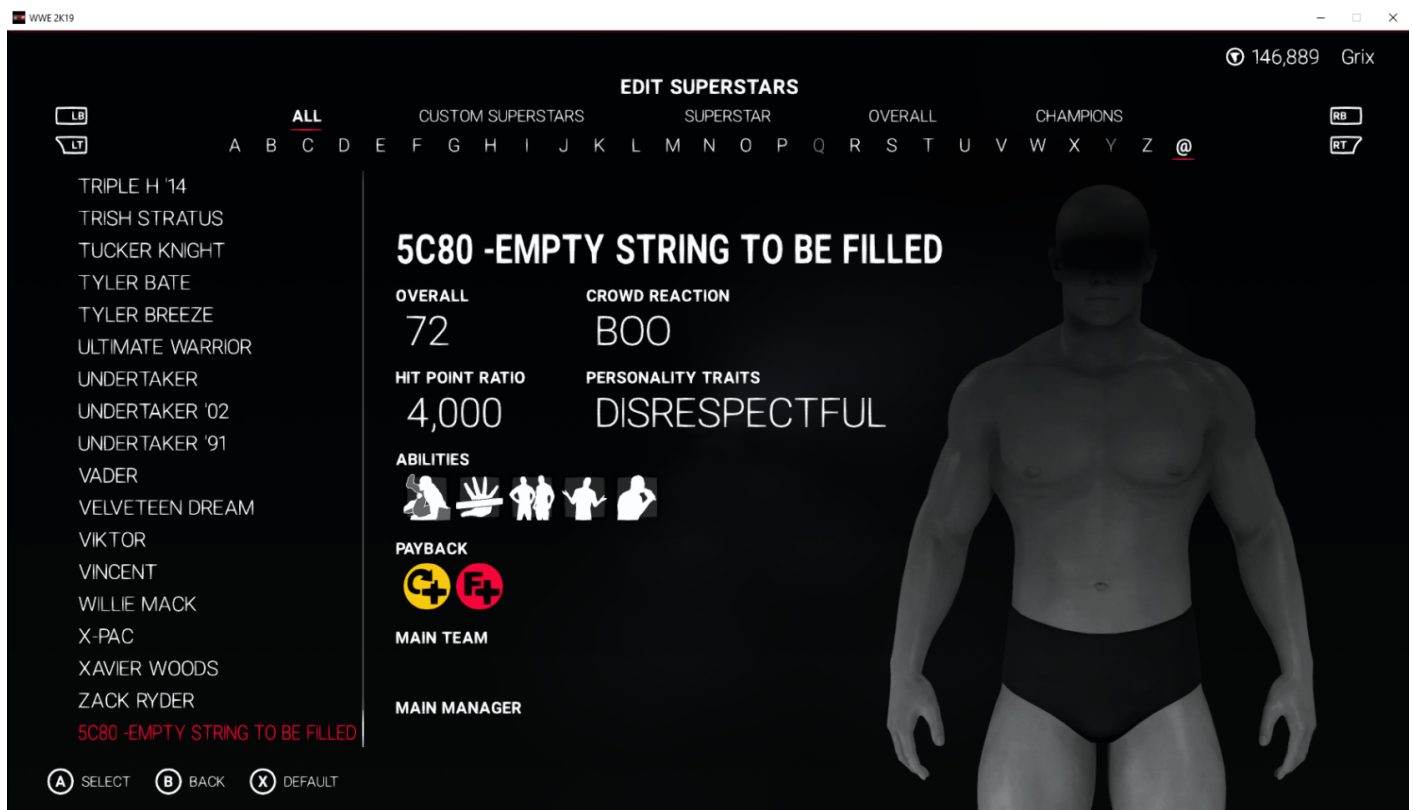 WWE 2K19
146,889 Grix
EDIT SUPERSTARS
LB ALL CUSTOM SUPERSTARS SUPERSTAR OVERALL CHAMPIONS RB
LT A B C D E F G H I J K L M N O P Q R S T U V W X Y Z @ RT
TRIPLE H '14
TRISH STRATUS
TUCKER KNIGHT
TYLER BATE
TYLER BREEZE
ULTIMATE WARRIOR
UNDERTAKER
UNDERTAKER '02
UNDERTAKER '91
VADER
VELVETEEN DREAM
VIKTOR
VINCENT
WILLIE MACK
X-PAC
XAVIER WOODS
ZACK RYDER
5C80 -EMPTY STRING TO BE FILLED
5C80 -EMPTY STRING TO BE FILLED
OVERALL CROWD REACTION
72 BOO
HIT POINT RATIO PERSONALITY TRAITS
4,000 DISRESPECTFUL
ABILITIES
PAYBACK
C+ F+
MAIN TEAM
MAIN MANAGER
A SELECT B BACK X DEFAULT